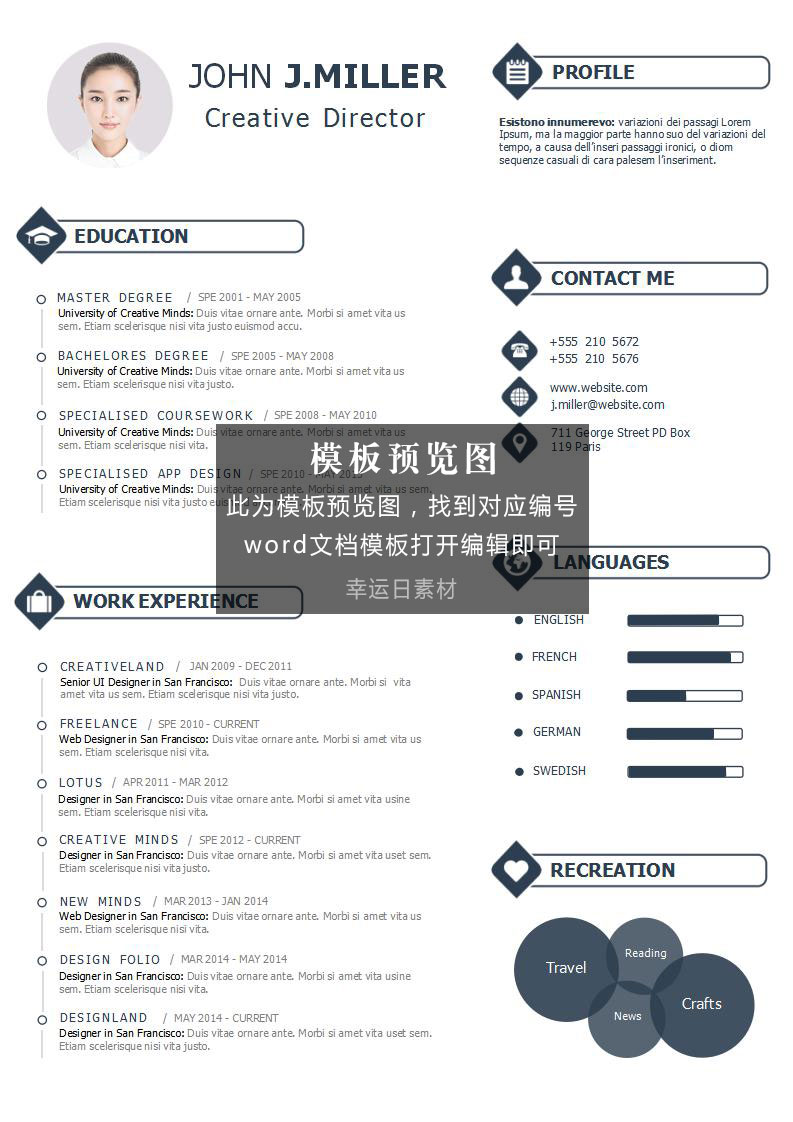 JOHN J.MILLER
Creative Director
PROFILE
Esistono innumerevo: variazioni dei passagi Lorem
Ipsum, ma la maggior parte hanno suo del variazioni del
tempo, a causa dell'inseri passaggi ironici, o diom
sequenze casuali di cara palesem l'inseriment.
EDUCATION
MASTER DEGREE / SPE 2001 - MAY 2005
University of Creative Minds: Duis vitae ornare ante. Morbi si amet vita us
sem. Etiam scelerisque nisi vita justo euismod accu.
BACHELORES DEGREE / SPE 2005 - MAY 2008
University of Creative Minds: Duis vitae ornare ante. Morbi si amet vita us
sem. Etiam scelerisque nisi vita justo.
SPECIALISED COURSEWORK / SPE 2008 - MAY 2010
University of Creative Minds: Duis vitae ornare ante. Morbi si amet vita us
sem. Etiam scelerisque nisi vita justo.
SPECIALISED APP DESIGN / SPE 2010 - MAY 2013
University of Creative Minds: Duis vitae ornare ante. Morbi si amet vita us sem.
Etiam scelerisque nisi vita justo
WORK EXPERIENCE
CREATIVELAND / JAN 2009 - DEC 2011
Senior UI Designer in San Francisco: Duis vitae ornare ante. Morbi si vita
amet vita us sem. Etiam scelerisque nisi vita justo.
FREELANCE / SPE 2010 - CURRENT
Web Designer in San Francisco: Duis vitae ornare ante. Morbi si amet vita us
sem. Etiam scelerisque nisi vita.
LOTUS / APR 2011 - MAR 2012
Designer in San Francisco: Duis vitae ornare ante. Morbi si amet vita usine
sem. Etiam scelerisque nisi vita justo.
CREATIVE MINDS / SPE 2012 - CURRENT
Designer in San Francisco: Duis vitae ornare ante. Morbi si amet vita uset sem.
Etiam scelerisque nisi vita justo.
NEW MINDS / MAR 2013 - JAN 2014
Web Designer in San Francisco: Duis vitae ornare ante. Morbi si amet vita us
sem. Etiam scelerisque nisi vita.
DESIGN FOLIO / MAR 2014 - MAY 2014
Designer in San Francisco: Duis vitae ornare ante. Morbi si amet vita usine
sem. Etiam scelerisque nisi vita justo.
DESIGNLAND / MAY 2014 - CURRENT
Designer in San Francisco: Duis vitae ornare ante. Morbi si amet vita uset sem.
Etiam scelerisque nisi vita justo.
CONTACT ME
+555 210 5672
+555 210 5676
www.website.com
j.miller@website.com
711 George Street PD Box
119 Paris
LANGUAGES
ENGLISH
FRENCH
SPANISH
GERMAN
SWEDISH
RECREATION
Travel
Reading
News
Crafts
模板预览图
此为模板预览图，找到对应编号
word文档模板打开编辑即可
幸运日素材